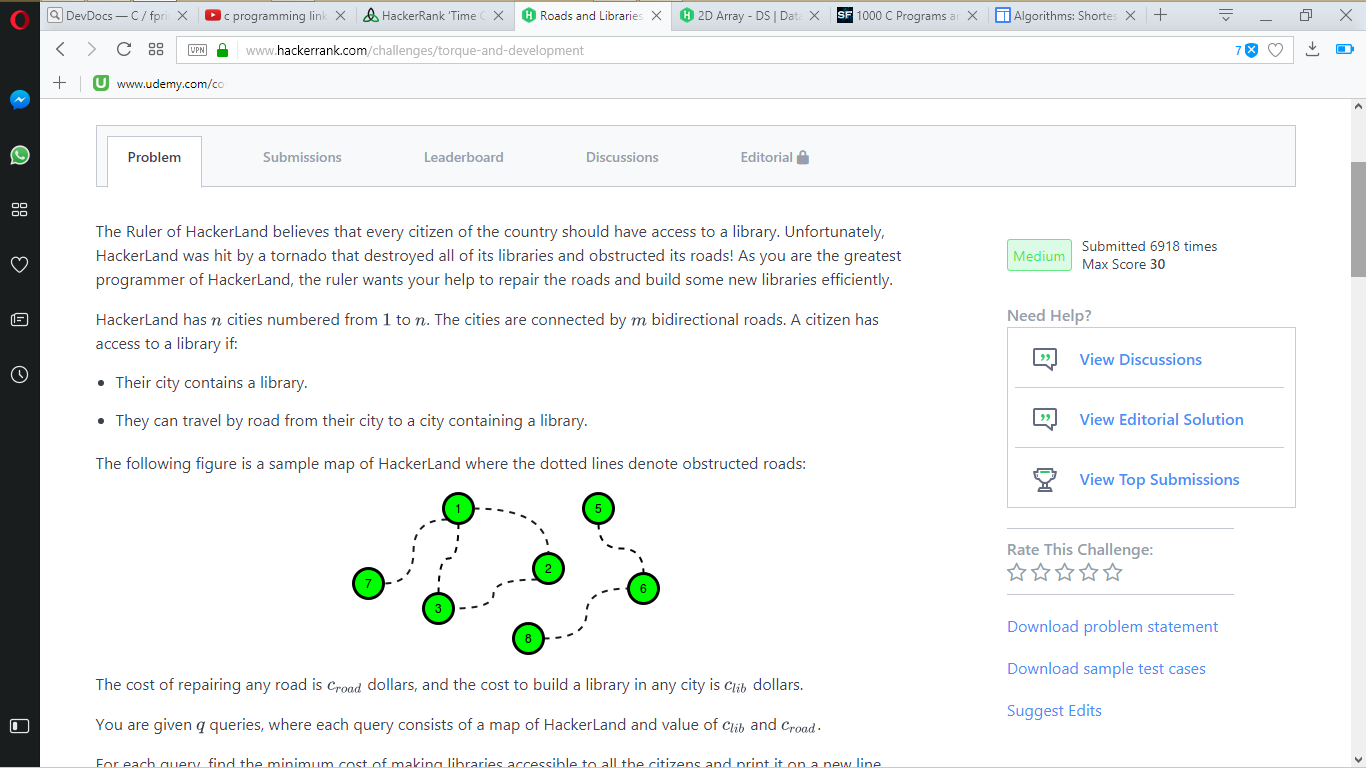 DevDocs — C / fpri
c programming link
HackerRank 'Time C
Roads and Libraries
2D Array - DS | Data
SF 1000 C Programs a
Algorithms: Shortes
VPN www.hackerrank.com/challenges/torque-and-development 7
U www.udemy.com/co
Problem Submissions Leaderboard Discussions Editorial
The Ruler of HackerLand believes that every citizen of the country should have access to a library. Unfortunately,
HackerLand was hit by a tornado that destroyed all of its libraries and obstructed its roads! As you are the greatest
programmer of HackerLand, the ruler wants your help to repair the roads and build some new libraries efficiently.
HackerLand has n cities numbered from 1 to n. The cities are connected by m bidirectional roads. A citizen has
access to a library if:
• Their city contains a library.
• They can travel by road from their city to a city containing a library.
The following figure is a sample map of HackerLand where the dotted lines denote obstructed roads:
1
5
2
7
6
3
8
The cost of repairing any road is c_road dollars, and the cost to build a library in any city is c_lib dollars.
You are given q queries, where each query consists of a map of HackerLand and value of c_lib and c_road.
For each query, find the minimum cost of making libraries accessible to all the citizens and print it on a new line.
Medium
Submitted 6918 times
Max Score 30
Need Help?
View Discussions
View Editorial Solution
View Top Submissions
Rate This Challenge:
Download problem statement
Download sample test cases
Suggest Edits